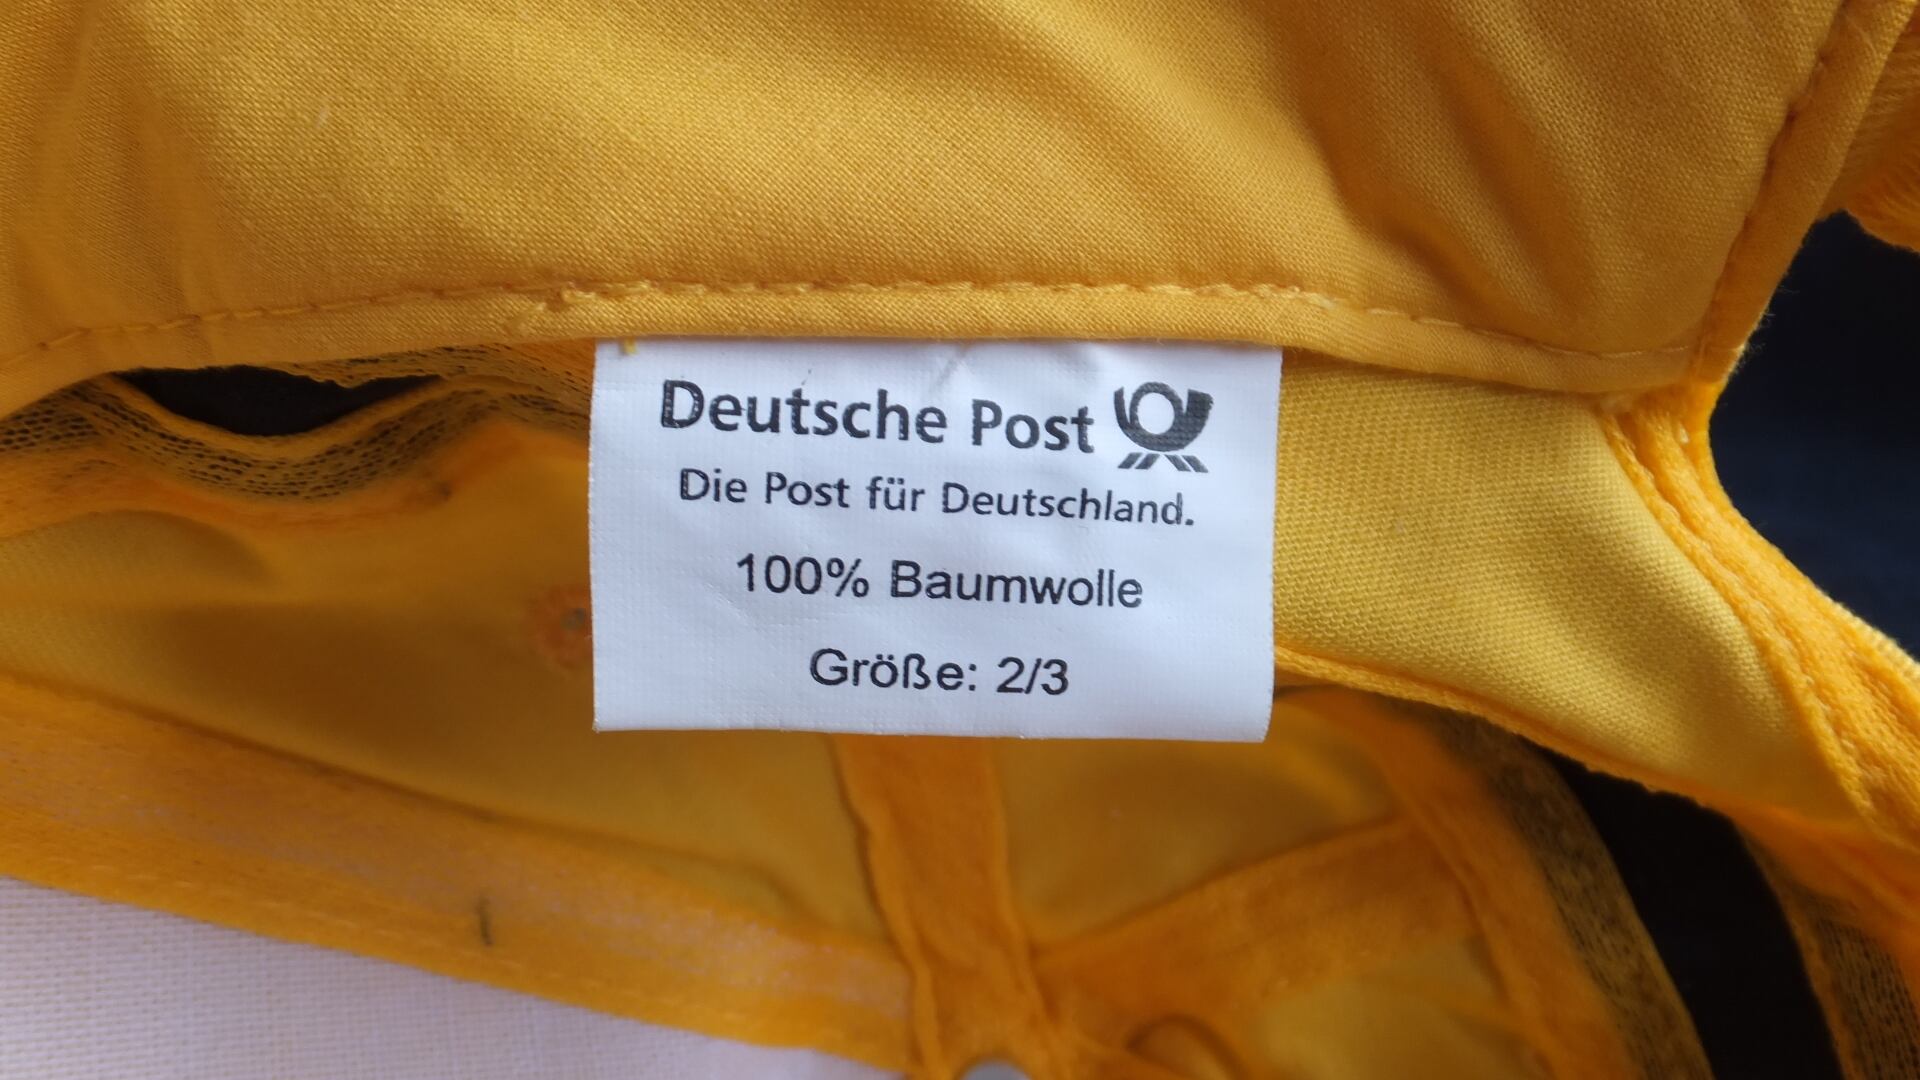 Deutsche Post
Die Post für Deutschland.
100% Baumwolle
Größe: 2/3